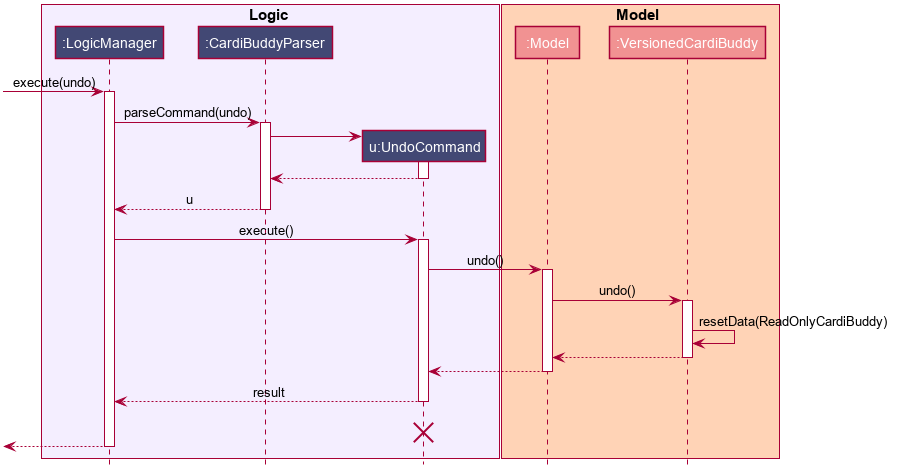 Logic
Model
:LogicManager
:CardiBuddyParser
:Model
:VersionedCardiBuddy
execute(undo)
parseCommand(undo)
u:UndoCommand
u
execute()
undo()
undo()
resetData(ReadOnlyCardiBuddy)
result